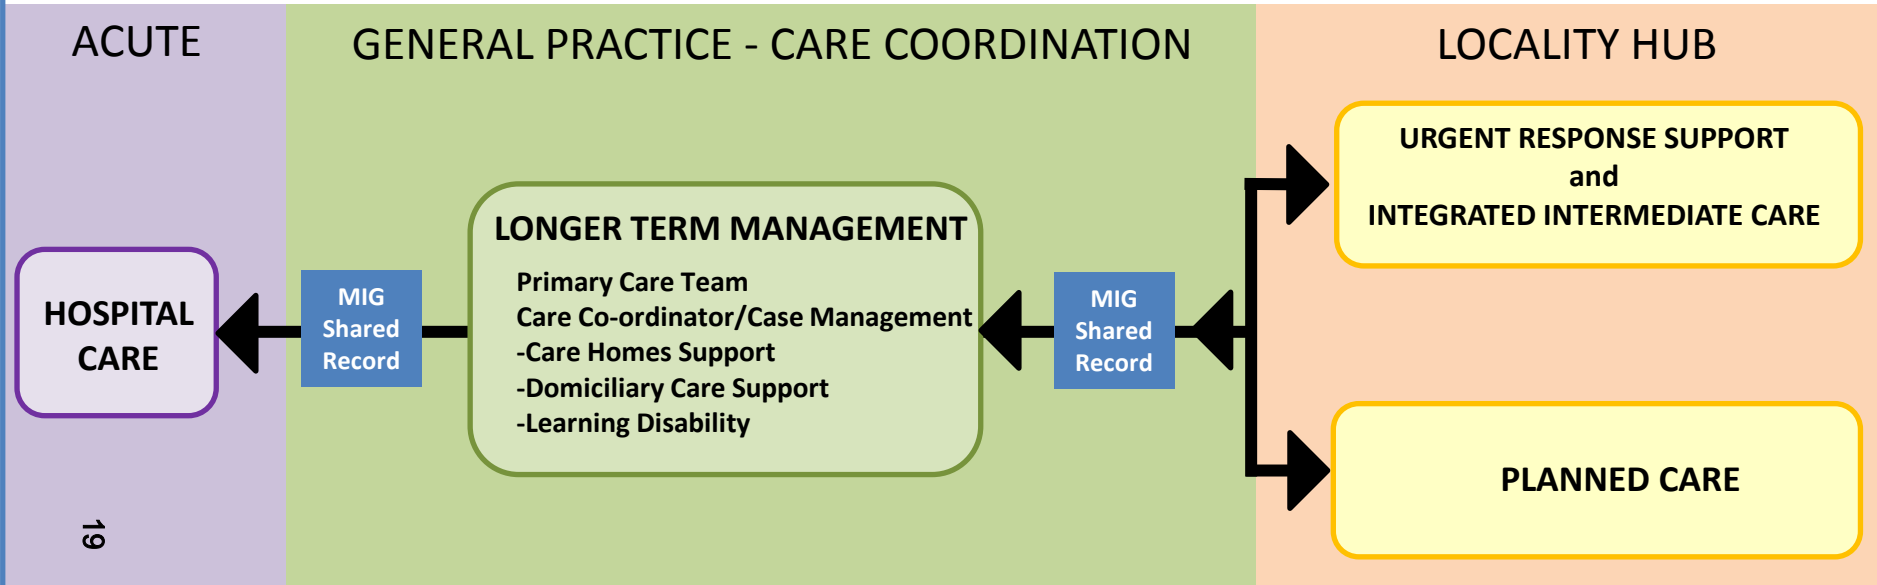 ACUTE
GENERAL PRACTICE - CARE COORDINATION
LOCALITY HUB
HOSPITAL
CARE
MIG
Shared
Record
LONGER TERM MANAGEMENT
Primary Care Team
Care Co-ordinator/Case Management
-Care Homes Support
-Domiciliary Care Support
-Learning Disability
MIG
Shared
Record
URGENT RESPONSE SUPPORT
and
INTEGRATED INTERMEDIATE CARE
PLANNED CARE
19